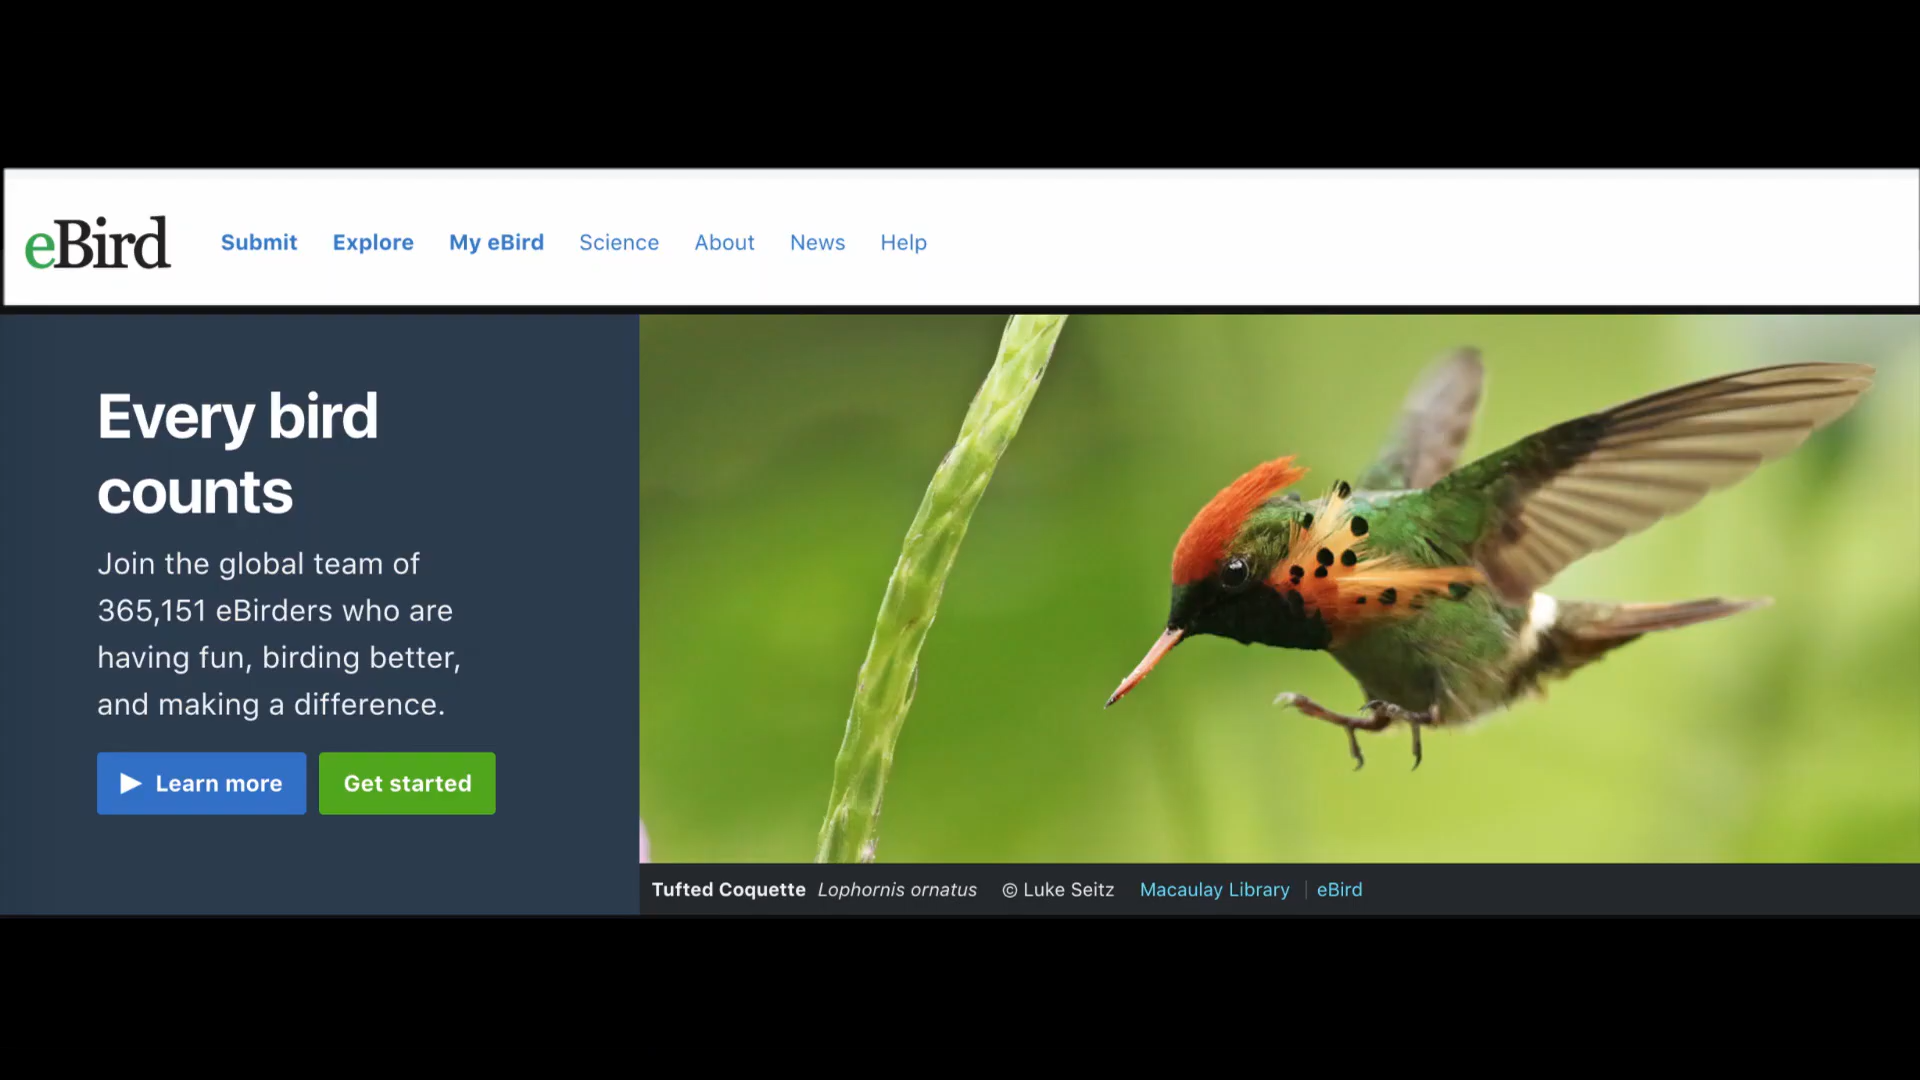 eBird
Submit Explore My eBird Science About News Help
Every bird
counts
Join the global team of
365,151 eBirders who are
having fun, birding better,
and making a difference.
Learn more Get started
Tufted Coquette Lophornis ornatus © Luke Seitz Macaulay Library | eBird